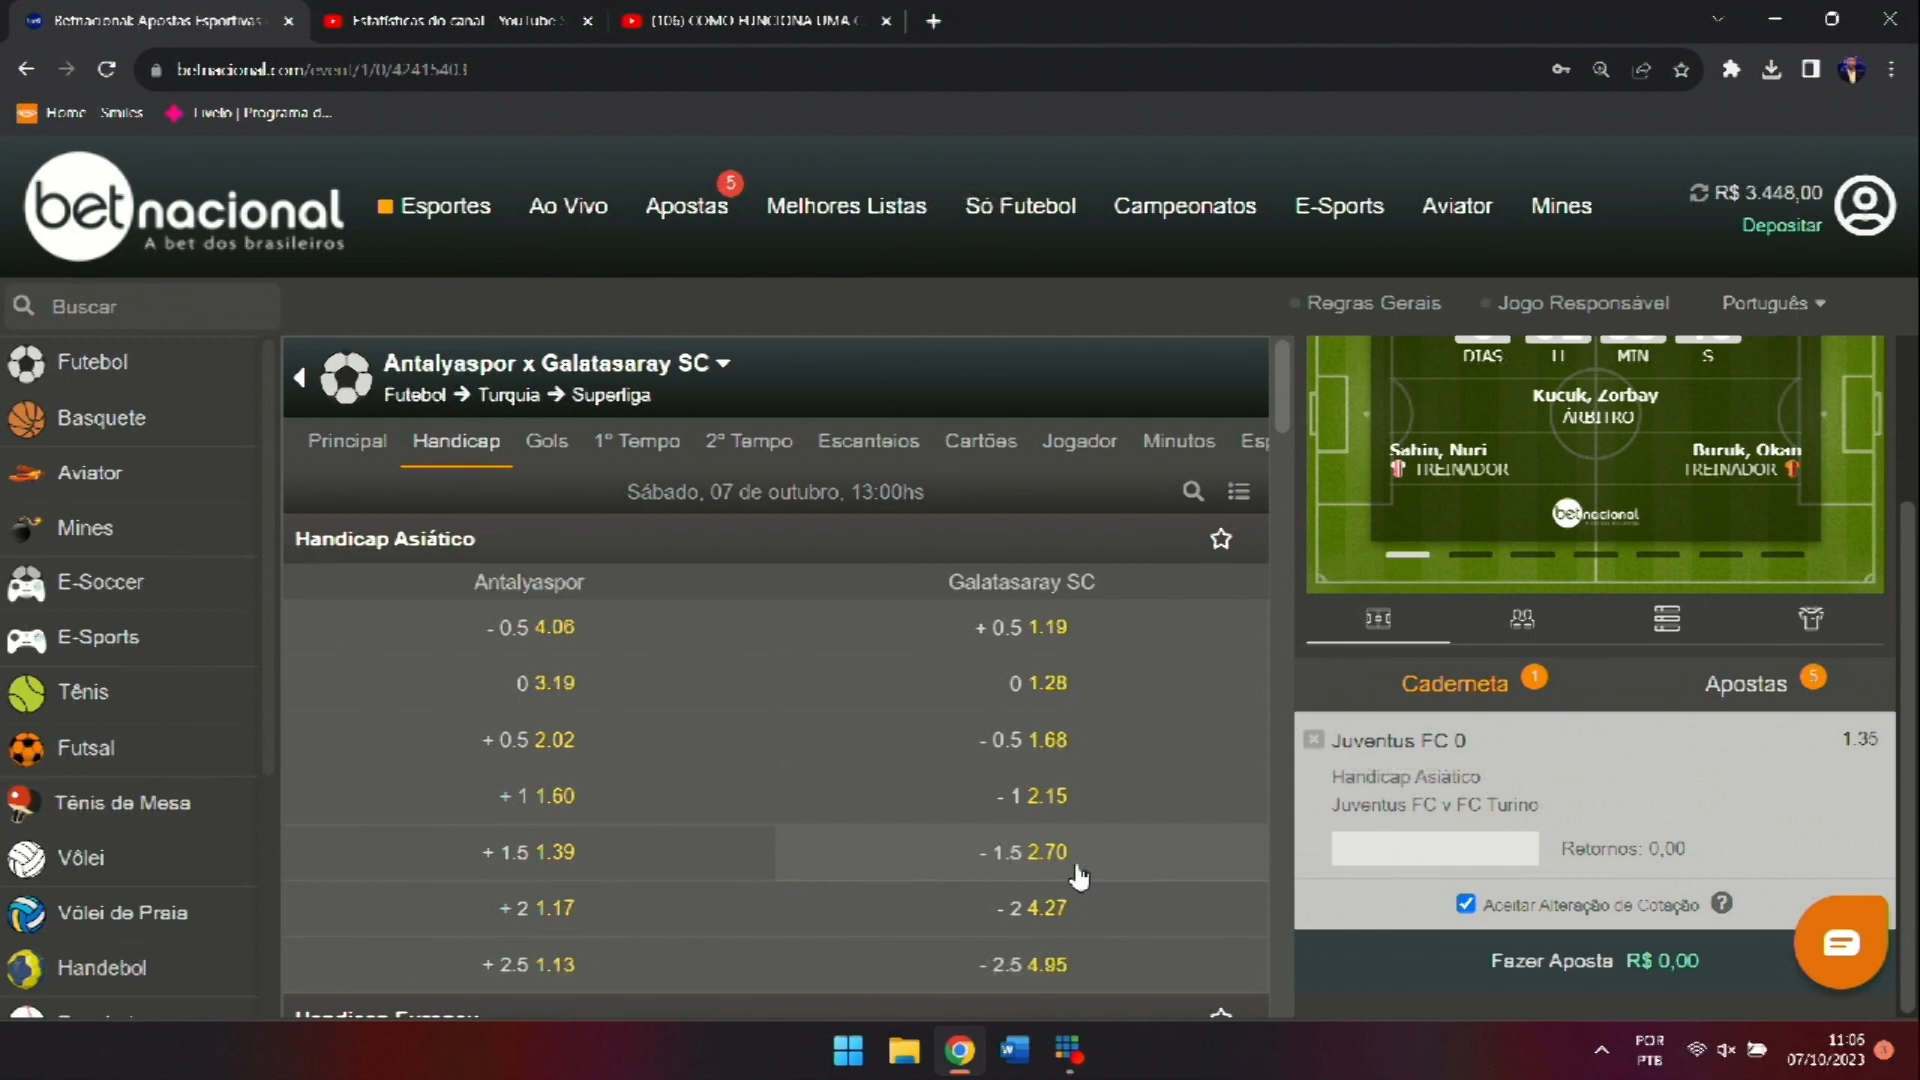 Betnacional: Apostas Esportivas
Estatísticas do canal - YouTube S
(106) COMO FUNCIONA UMA C
betnacional.com/event/1/0/42415403
Home Smiles
Livelo | Programa d...
betnacional
A bet dos brasileiros
Esportes
Ao Vivo
Apostas
5
Melhores Listas
Só Futebol
Campeonatos
E-Sports
Aviator
Mines
R$ 3.448,00
Depositar
Buscar
Regras Gerais
Jogo Responsável
Português
Futebol
Basquete
Aviator
Mines
E-Soccer
E-Sports
Tênis
Futsal
Tênis de Mesa
Vôlei
Vôlei de Praia
Handebol
Antalyaspor x Galatasaray SC
Futebol → Turquia → Superliga
Principal Handicap Gols 1º Tempo 2º Tempo Escanteios Cartões Jogador Minutos Esp
Sábado, 07 de outubro, 13:00hs
Handicap Asiático
Antalyaspor Galatasaray SC
- 0.5 4.06 + 0.5 1.19
0 3.19 0 1.28
+ 0.5 2.02 - 0.5 1.68
+ 1 1.60 - 1 2.15
+ 1.5 1.39 - 1.5 2.70
+ 2 1.17 - 2 4.27
+ 2.5 1.13 - 2.5 4.95
Handicap Europeu
DIAS H MIN S
Kucuk, Zorbay
ÁRBITRO
Sahin, Nuri
TREINADOR
Buruk, Okan
TREINADOR
betnacional
Caderneta 1
Apostas 5
Juventus FC 0 1.35
Handicap Asiático
Juventus FC v FC Turino
Retornos: 0,00
Aceitar Alteração de Cotação ?
Fazer Aposta R$ 0,00
POR
PTB
11:06
07/10/2023
3